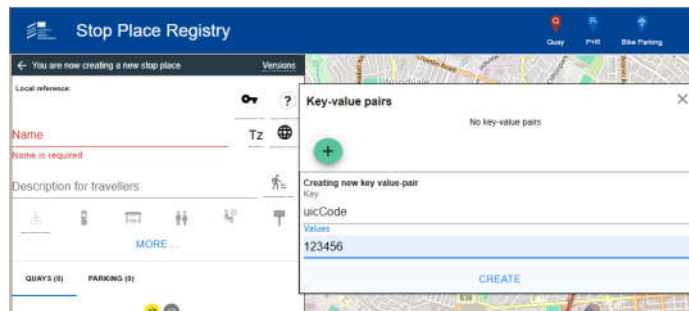 Stop Place Registry
Quay
P+R
Bike Parking
You are now creating a new stop place
Versions
Local reference:
?
Name
Tz
Name is required
Description for travellers
MORE...
QUAYS (0)
PARKING (0)
Key-value pairs
No key-value pairs
+
Creating new key value-pair
Key
uicCode
Values
123456
CREATE